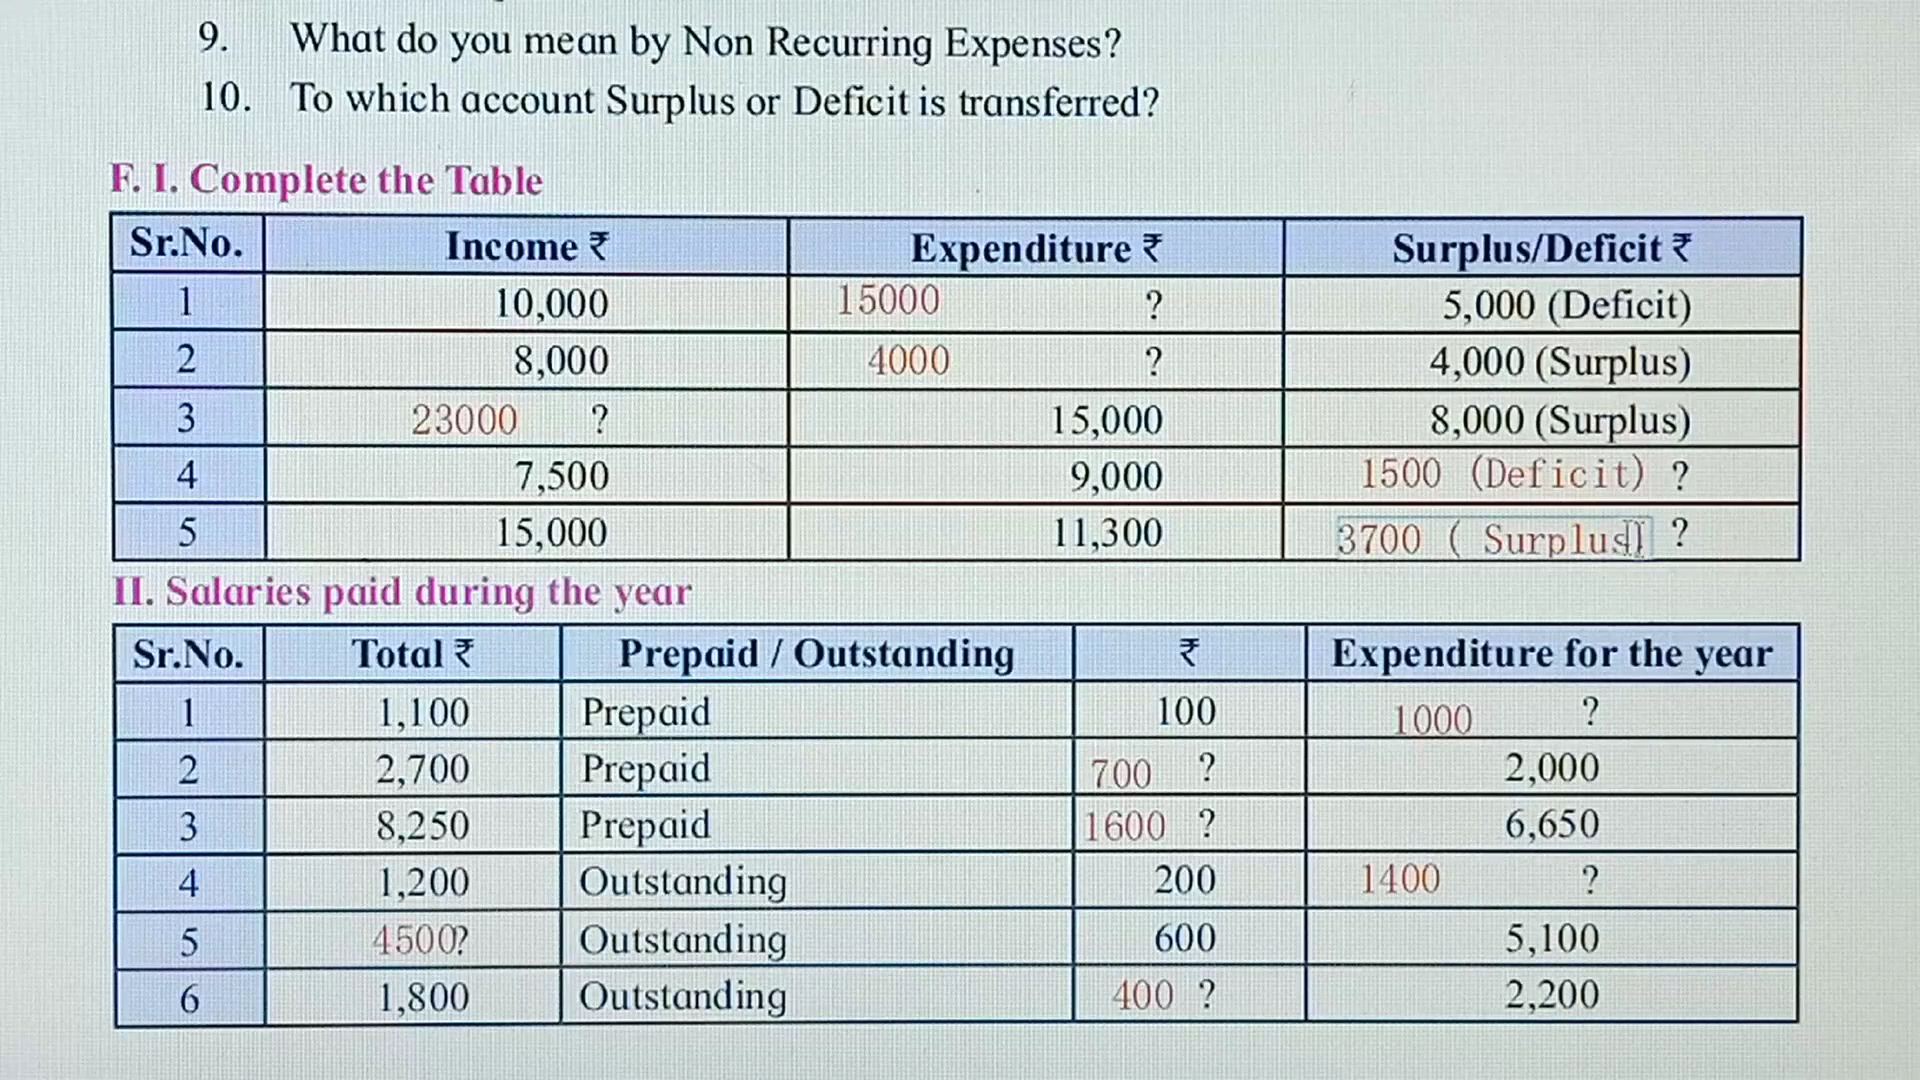 9. What do you mean by Non Recurring Expenses?
10. To which account Surplus or Deficit is transferred?
F. I. Complete the Table
Sr.No. Income ₹ Expenditure ₹ Surplus/Deficit ₹
1 10,000 15000 ? 5,000 (Deficit)
2 8,000 4000 ? 4,000 (Surplus)
3 23000 ? 15,000 8,000 (Surplus)
4 7,500 9,000 1500 (Deficit) ?
5 15,000 11,300 3700 ( Surplus) ?
II. Salaries paid during the year
Sr.No. Total ₹ Prepaid / Outstanding ₹ Expenditure for the year
1 1,100 Prepaid 100 1000 ?
2 2,700 Prepaid 700 ? 2,000
3 8,250 Prepaid 1600 ? 6,650
4 1,200 Outstanding 200 1400 ?
5 4500? Outstanding 600 5,100
6 1,800 Outstanding 400 ? 2,200